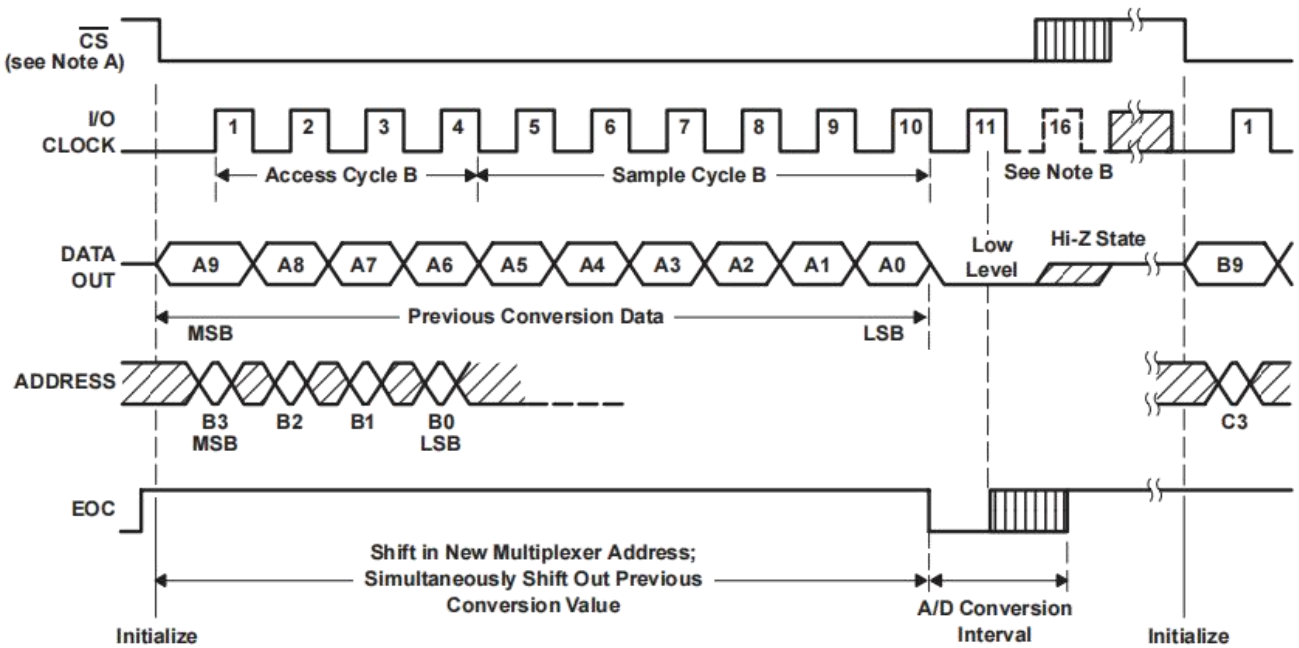 CS
(see Note A)
I/O
CLOCK
1 2 3 4 5 6 7 8 9 10 11 16 1
Access Cycle B
Sample Cycle B
See Note B
DATA
OUT
A9 A8 A7 A6 A5 A4 A3 A2 A1 A0
Low
Level
Hi-Z State
B9
Previous Conversion Data
MSB
LSB
ADDRESS
B3 B2 B1 B0
MSB
LSB
C3
EOC
Shift in New Multiplexer Address;
Simultaneously Shift Out Previous
Conversion Value
A/D Conversion
Interval
Initialize
Initialize